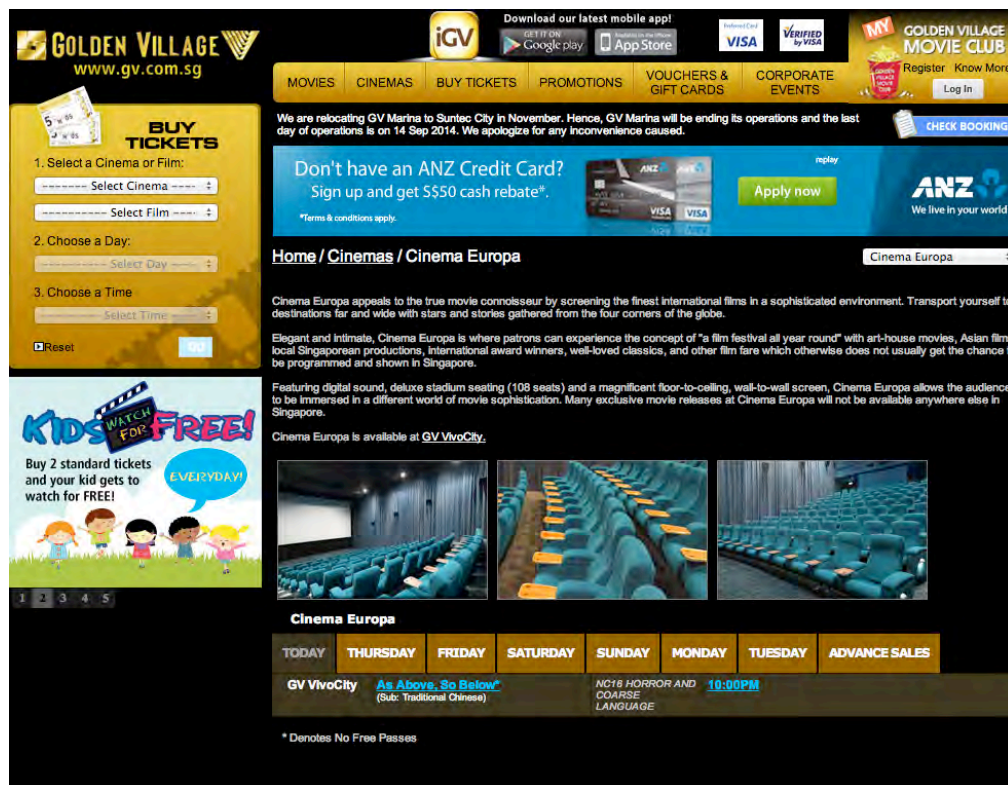 GOLDEN VILLAGE
www.gv.com.sg
iGV
Download our latest mobile app!
GET IT ON
Google play
App Store
VISA
VERIFIED
by VISA
MY
GOLDEN VILLAGE
MOVIE CLUB
Register Know More
Log In
MOVIES
CINEMAS
BUY TICKETS
PROMOTIONS
VOUCHERS &
GIFT CARDS
CORPORATE
EVENTS
BUY
TICKETS
1. Select a Cinema or Film:
------- Select Cinema ----
---------- Select Film ----
2. Choose a Day:
Select Day
3. Choose a Time
Select Time
Reset
GO
We are relocating GV Marina to Suntec City in November. Hence, GV Marina will be ending its operations and the last
day of operations is on 14 Sep 2014. We apologize for any inconvenience caused.
CHECK BOOKING
Don't have an ANZ Credit Card?
Sign up and get S$50 cash rebate*.
*Terms & conditions apply.
ANZ
VISA
VISA
replay
Apply now
ANZ
We live in your world
Home / Cinemas / Cinema Europa
Cinema Europa
Cinema Europa appeals to the true movie connoisseur by screening the finest international films in a sophisticated environment. Transport yourself to
destinations far and wide with stars and stories gathered from the four corners of the globe.
Elegant and intimate, Cinema Europa is where patrons can experience the concept of "a film festival all year round" with art-house movies, Asian film
local Singaporean productions, international award winners, well-loved classics, and other film fare which otherwise does not usually get the chance
be programmed and shown in Singapore.
Featuring digital sound, deluxe stadium seating (108 seats) and a magnificent floor-to-ceiling, wall-to-wall screen, Cinema Europa allows the audience
to be immersed in a different world of movie sophistication. Many exclusive movie releases at Cinema Europa will not be available anywhere else in
Singapore.
Cinema Europa is available at GV VivoCity.
KIDS WATCH FOR FREE!
Buy 2 standard tickets
and your kid gets to
watch for FREE!
EVERYDAY!
1 2 3 4 5
Cinema Europa
TODAY THURSDAY FRIDAY SATURDAY SUNDAY MONDAY TUESDAY ADVANCE SALES
GV VivoCity
As Above, So Below*
(Sub: Traditional Chinese)
NC16 HORROR AND
COARSE
LANGUAGE
10:00PM
* Denotes No Free Passes